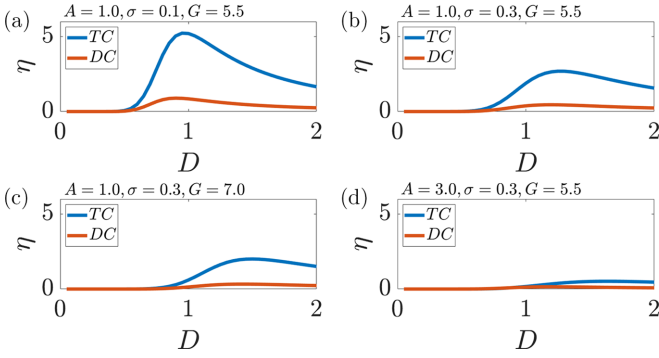 (a) A = 1.0, σ = 0.1, G = 5.5
5
η
TC
DC
0
0 1 2
D
(b) A = 1.0, σ = 0.3, G = 5.5
5
η
TC
DC
0
0 1 2
D
(c) A = 1.0, σ = 0.3, G = 7.0
5
η
TC
DC
0
0 1 2
D
(d) A = 3.0, σ = 0.3, G = 5.5
5
η
TC
DC
0
0 1 2
D